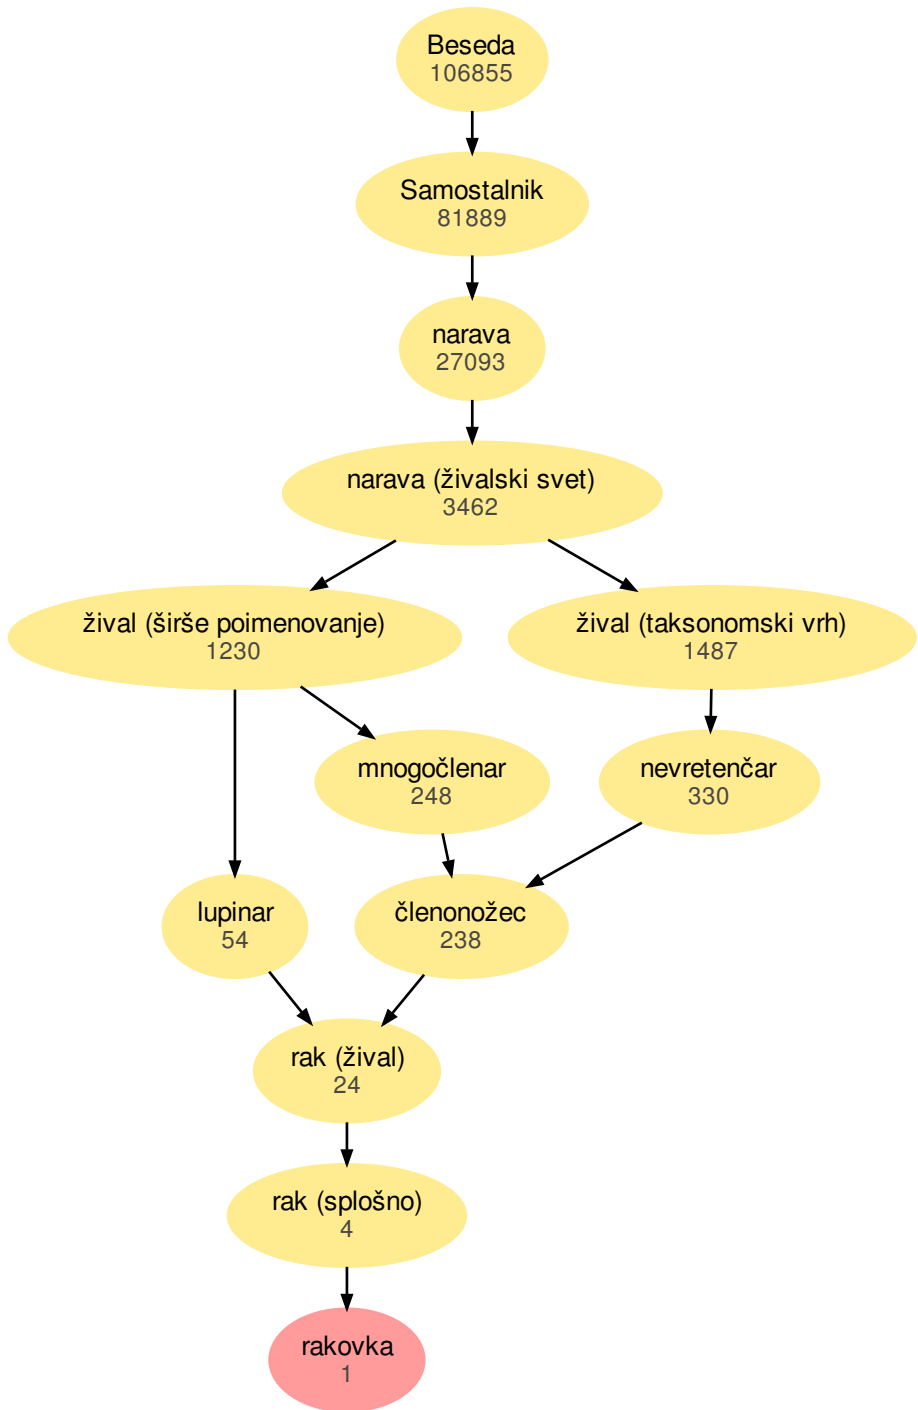 Beseda
106855
Samostalnik
81889
narava
27093
narava (živalski svet)
3462
žival (širše poimenovanje)
1230
žival (taksonomski vrh)
1487
mnogočlenar
248
nevretenčar
330
lupinar
54
členonožec
238
rak (žival)
24
rak (splošno)
4
rakovka
1